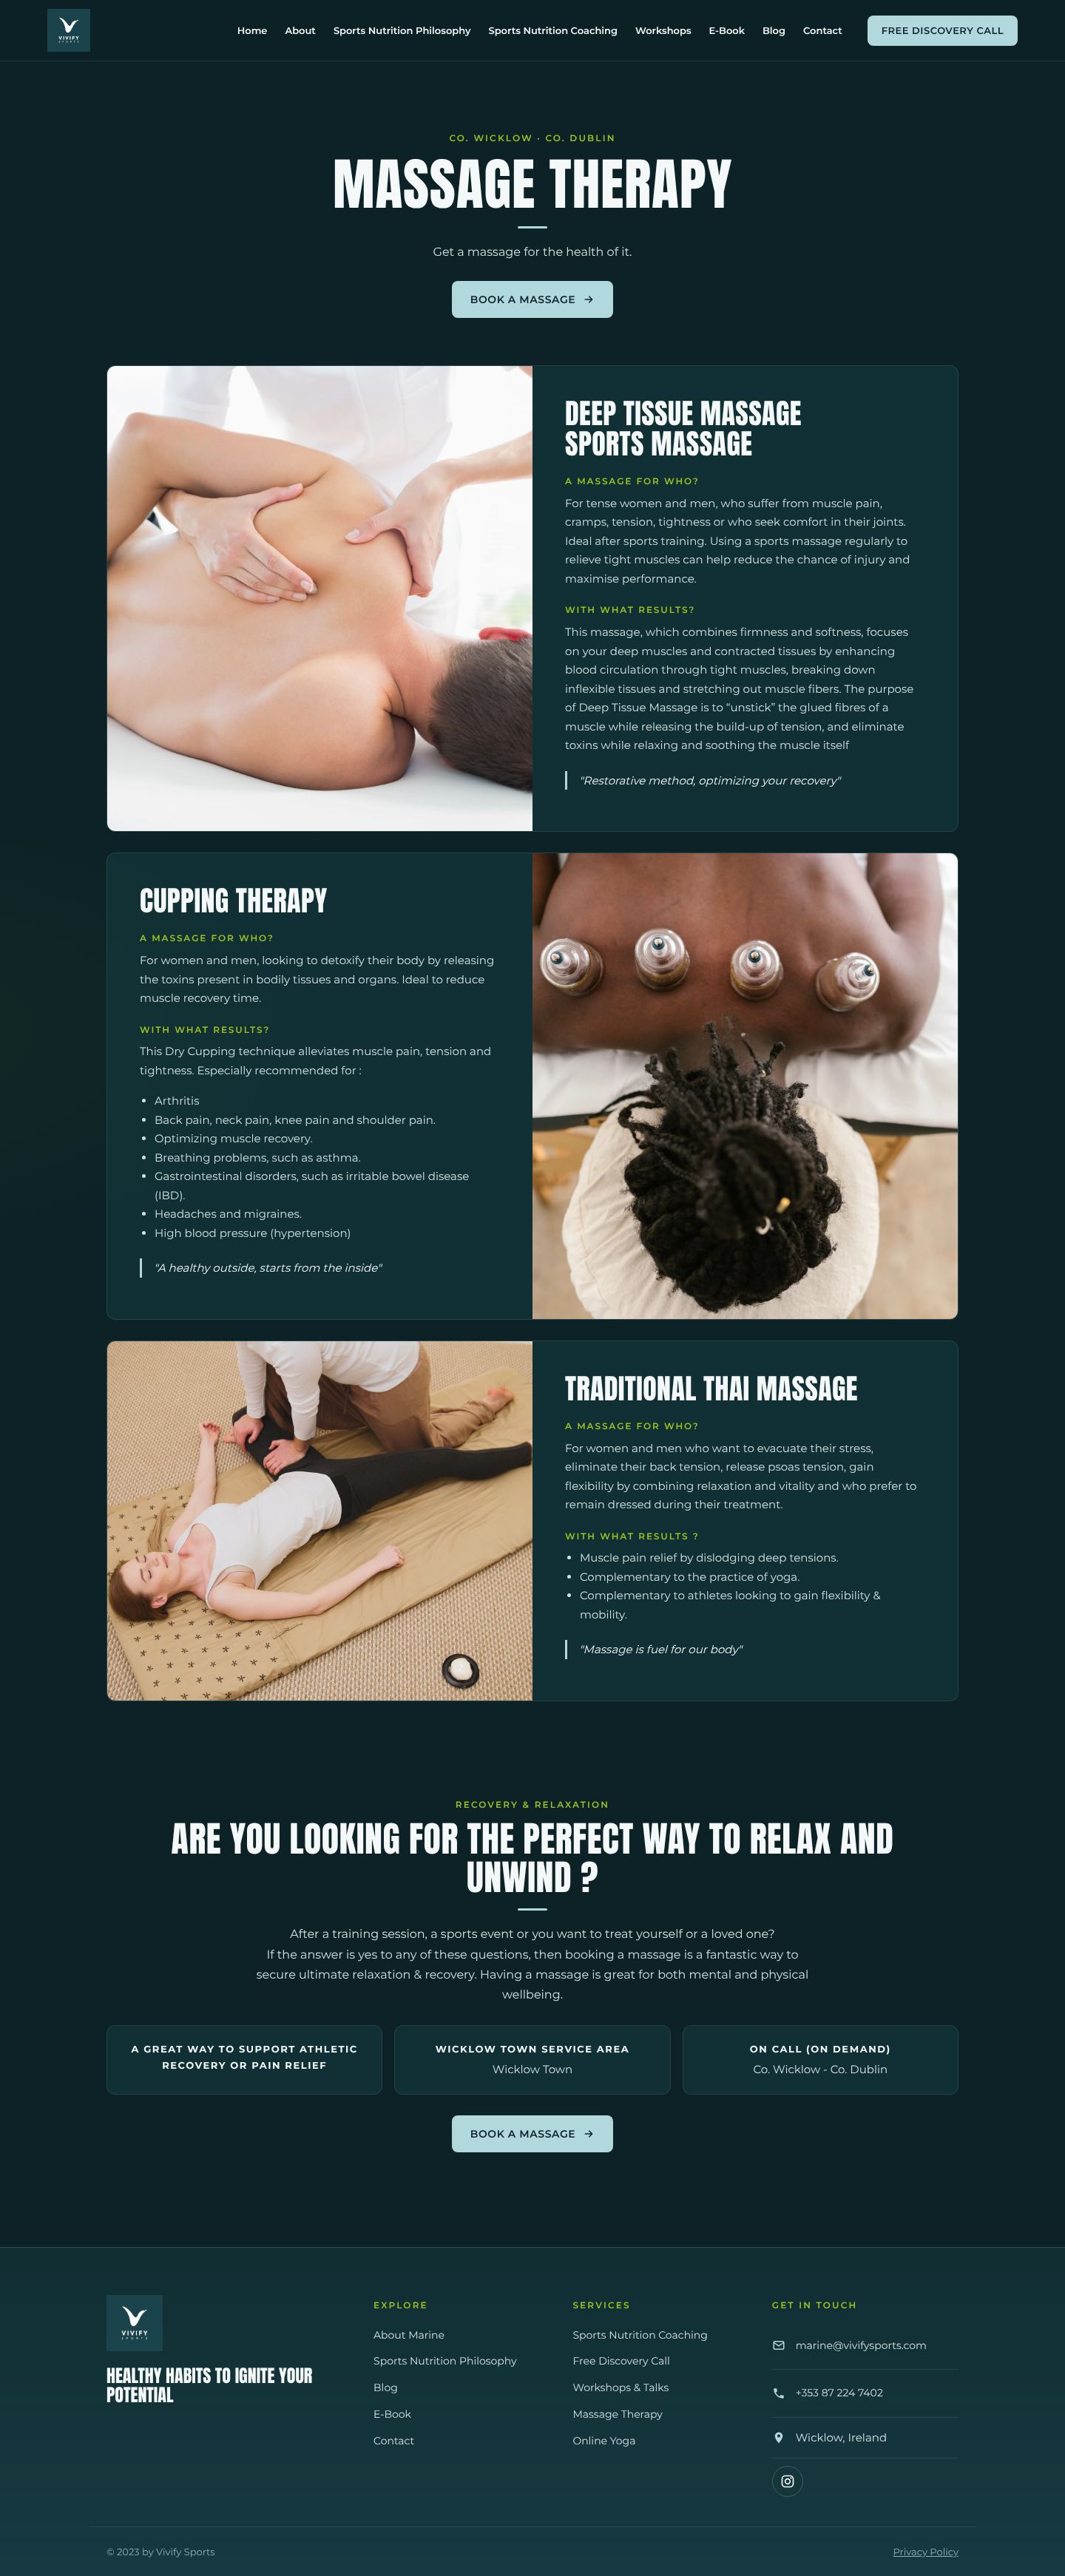 VIVIFY
SPORTS
Home About Sports Nutrition Philosophy Sports Nutrition Coaching Workshops E-Book Blog Contact FREE DISCOVERY CALL
CO. WICKLOW · CO. DUBLIN
MASSAGE THERAPY
Get a massage for the health of it.
BOOK A MASSAGE →
DEEP TISSUE MASSAGE
SPORTS MASSAGE
A MASSAGE FOR WHO?
For tense women and men, who suffer from muscle pain,
cramps, tension, tightness or who seek comfort in their joints.
Ideal after sports training. Using a sports massage regularly to
relieve tight muscles can help reduce the chance of injury and
maximise performance.
WITH WHAT RESULTS?
This massage, which combines firmness and softness, focuses
on your deep muscles and contracted tissues by enhancing
blood circulation through tight muscles, breaking down
inflexible tissues and stretching out muscle fibers. The purpose
of Deep Tissue Massage is to “unstick” the glued fibres of a
muscle while releasing the build-up of tension, and eliminate
toxins while relaxing and soothing the muscle itself
"Restorative method, optimizing your recovery"
CUPPING THERAPY
A MASSAGE FOR WHO?
For women and men, looking to detoxify their body by releasing
the toxins present in bodily tissues and organs. Ideal to reduce
muscle recovery time.
WITH WHAT RESULTS?
This Dry Cupping technique alleviates muscle pain, tension and
tightness. Especially recommended for :
• Arthritis
• Back pain, neck pain, knee pain and shoulder pain.
• Optimizing muscle recovery.
• Breathing problems, such as asthma.
• Gastrointestinal disorders, such as irritable bowel disease
(IBD).
• Headaches and migraines.
• High blood pressure (hypertension)
"A healthy outside, starts from the inside"
TRADITIONAL THAI MASSAGE
A MASSAGE FOR WHO?
For women and men who want to evacuate their stress,
eliminate their back tension, release psoas tension, gain
flexibility by combining relaxation and vitality and who prefer to
remain dressed during their treatment.
WITH WHAT RESULTS ?
• Muscle pain relief by dislodging deep tensions.
• Complementary to the practice of yoga.
• Complementary to athletes looking to gain flexibility &
mobility.
"Massage is fuel for our body"
RECOVERY & RELAXATION
ARE YOU LOOKING FOR THE PERFECT WAY TO RELAX AND
UNWIND ?
After a training session, a sports event or you want to treat yourself or a loved one?
If the answer is yes to any of these questions, then booking a massage is a fantastic way to
secure ultimate relaxation & recovery. Having a massage is great for both mental and physical
wellbeing.
A GREAT WAY TO SUPPORT ATHLETIC
RECOVERY OR PAIN RELIEF
WICKLOW TOWN SERVICE AREA
Wicklow Town
ON CALL (ON DEMAND)
Co. Wicklow - Co. Dublin
BOOK A MASSAGE →
VIVIFY
SPORTS
HEALTHY HABITS TO IGNITE YOUR
POTENTIAL
EXPLORE
About Marine
Sports Nutrition Philosophy
Blog
E-Book
Contact
SERVICES
Sports Nutrition Coaching
Free Discovery Call
Workshops & Talks
Massage Therapy
Online Yoga
GET IN TOUCH
marine@vivifysports.com
+353 87 224 7402
Wicklow, Ireland
© 2023 by Vivify Sports
Privacy Policy